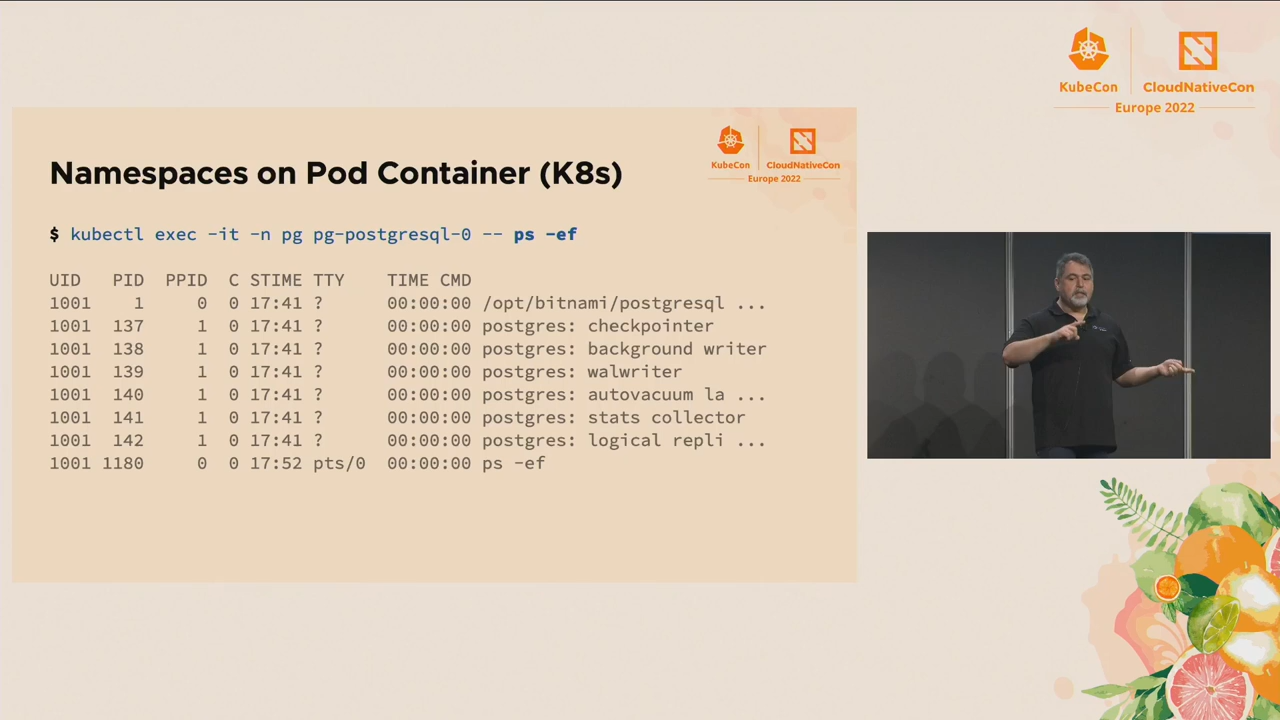 KubeCon
CloudNativeCon
Europe 2022
KubeCon
CloudNativeCon
Europe 2022
Namespaces on Pod Container (K8s)
$ kubectl exec -it -n pg pg-postgresql-0 -- ps -ef
UID PID PPID C STIME TTY TIME CMD
1001 1 0 0 17:41 ? 00:00:00 /opt/bitnami/postgresql ...
1001 137 1 0 17:41 ? 00:00:00 postgres: checkpointer
1001 138 1 0 17:41 ? 00:00:00 postgres: background writer
1001 139 1 0 17:41 ? 00:00:00 postgres: walwriter
1001 140 1 0 17:41 ? 00:00:00 postgres: autovacuum la ...
1001 141 1 0 17:41 ? 00:00:00 postgres: stats collector
1001 142 1 0 17:41 ? 00:00:00 postgres: logical repli ...
1001 1180 0 0 17:52 pts/0 00:00:00 ps -ef